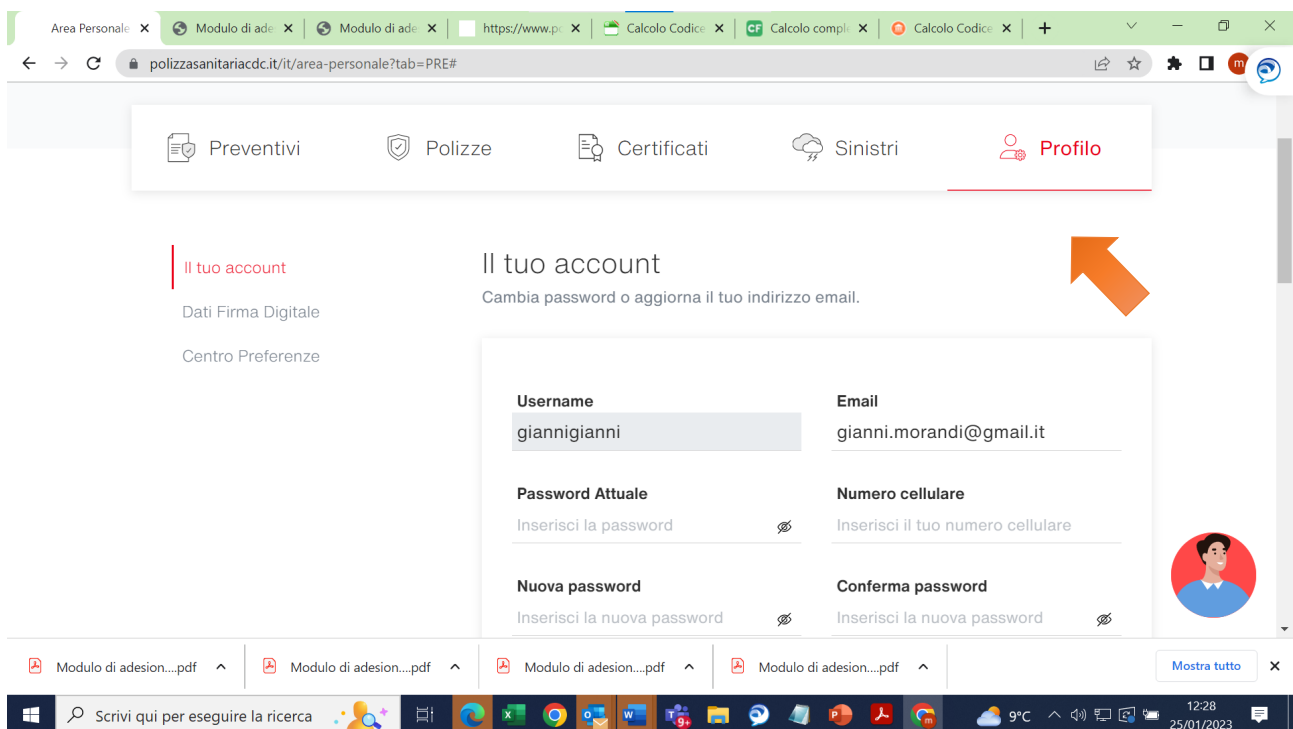 Area Personale
Modulo di ade
Modulo di ade
https://www.po
Calcolo Codice
CF Calcolo comple
Calcolo Codice
polizzasanitariacdc.it/it/area-personale?tab=PRE#
m
Preventivi
Polizze
Certificati
Sinistri
Profilo
Il tuo account
Dati Firma Digitale
Centro Preferenze
Il tuo account
Cambia password o aggiorna il tuo indirizzo email.
Username
Email
giannigianni
gianni.morandi@gmail.it
Password Attuale
Numero cellulare
Inserisci la password
Inserisci il tuo numero cellulare
Nuova password
Conferma password
Inserisci la nuova password
Inserisci la nuova password
Modulo di adesion....pdf
Modulo di adesion....pdf
Modulo di adesion....pdf
Modulo di adesion....pdf
Mostra tutto
Scrivi qui per eseguire la ricerca
9+
9°C
12:28
25/01/2023